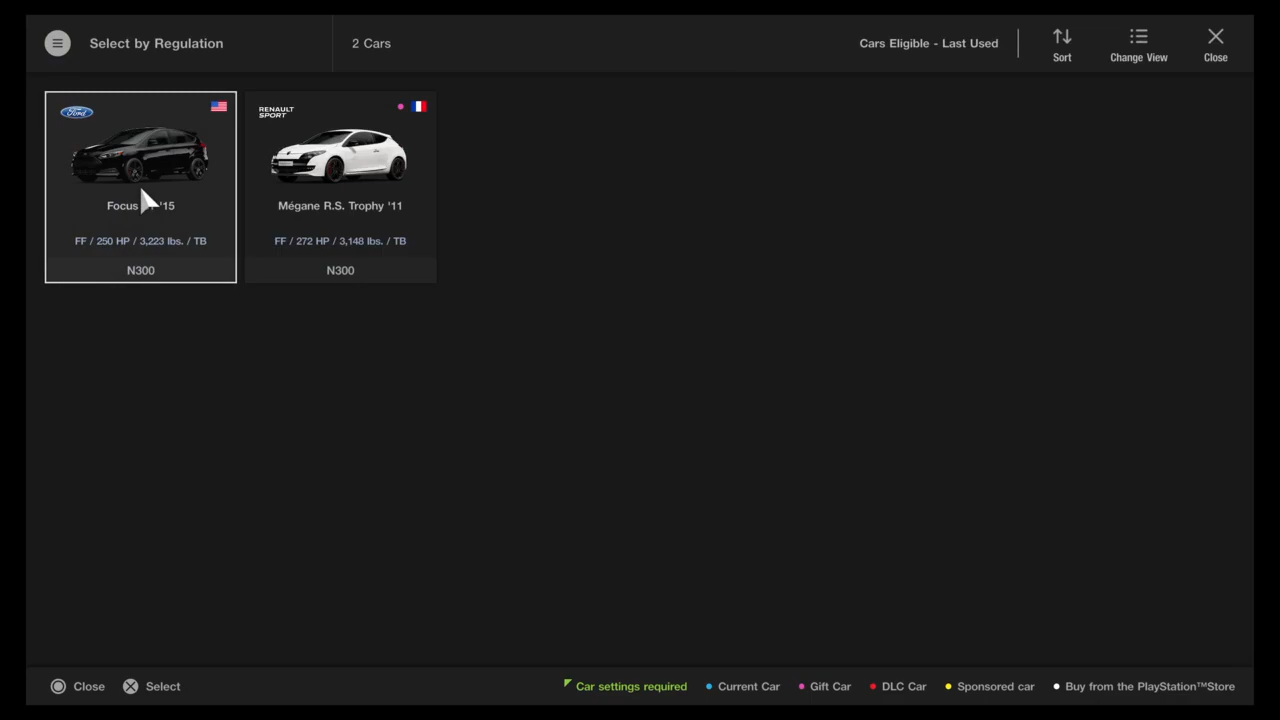 Select by Regulation
2 Cars
Cars Eligible - Last Used
Sort
Change View
Close
Ford
Focus '15
FF / 250 HP / 3,223 lbs. / TB
N300
RENAULT
SPORT
Mégane R.S. Trophy '11
FF / 272 HP / 3,148 lbs. / TB
N300
Close
Select
Car settings required
Current Car
Gift Car
DLC Car
Sponsored car
Buy from the PlayStation™Store